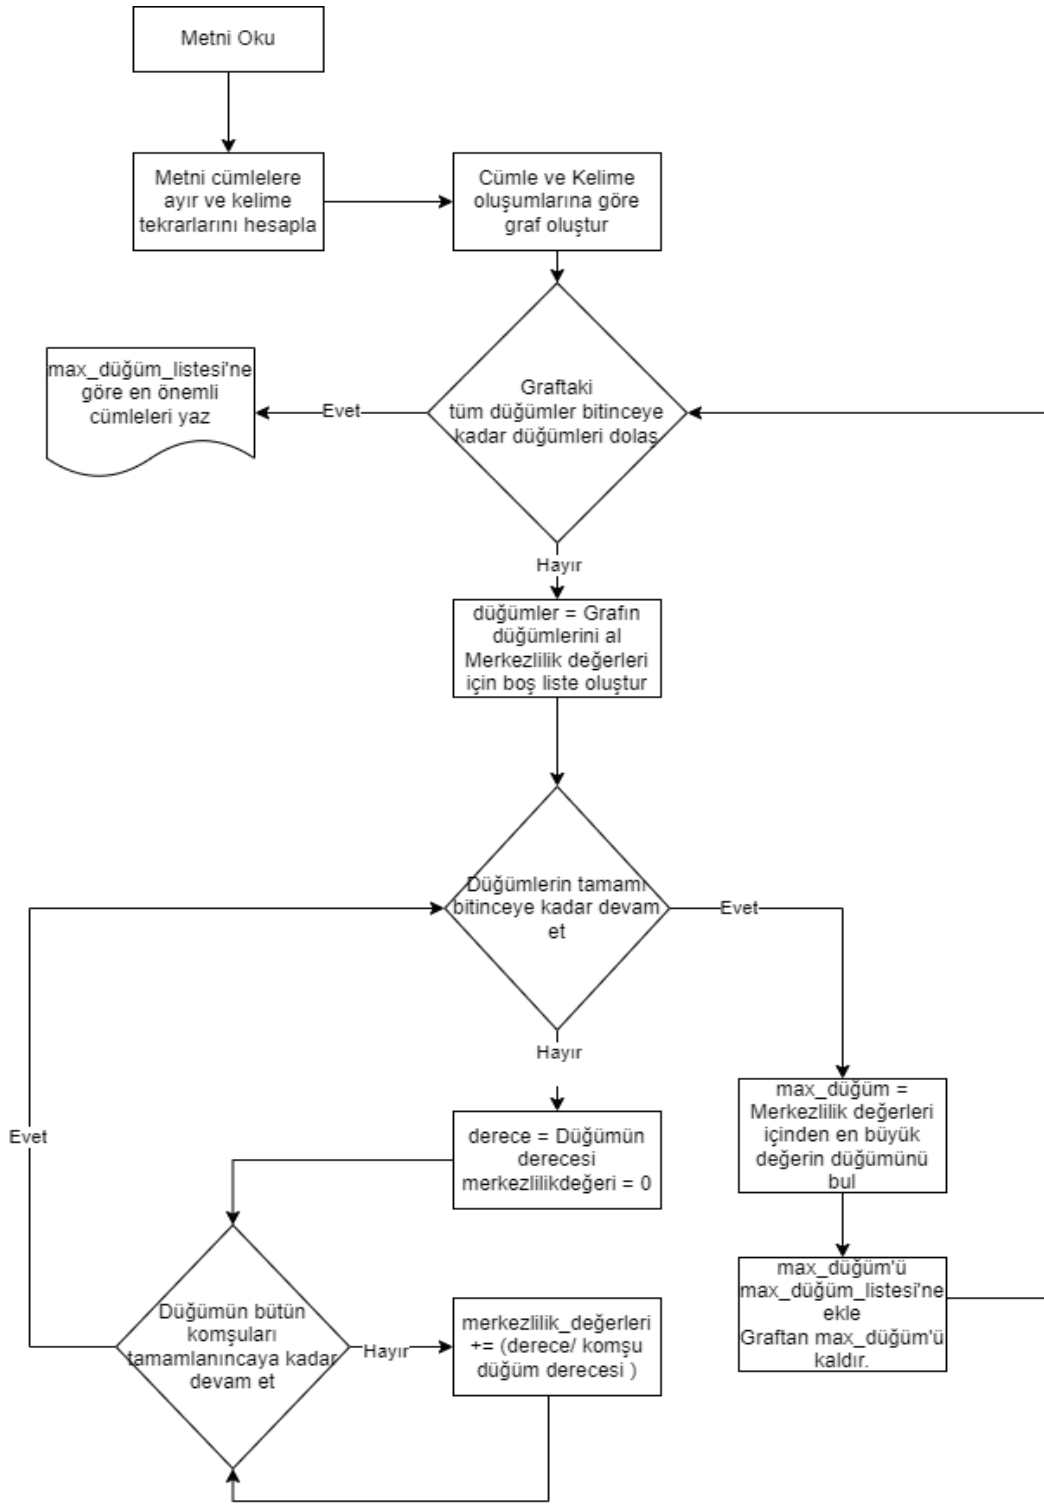 Metni Oku
Metni cümlelere
ayır ve kelime
tekrarlarını hesapla
Cümle ve Kelime
oluşumlarına göre
graf oluştur
Graftaki
tüm düğümler bitinceye
kadar düğümleri dolaş
Evet
max_düğüm_listesi'ne
göre en önemli
cümleleri yaz
Hayır
düğümler = Grafın
düğümlerini al
Merkezlilik değerleri
için boş liste oluştur
Düğümlerin tamamı
bitinceye kadar devam
et
Evet
Hayır
derece = Düğümün
derecesi
merkezlilikdeğeri = 0
Düğümün bütün
komşuları
tamamlanıncaya kadar
devam et
Evet
Hayır
merkezlilik_değerleri
+= (derece/ komşu
düğüm derecesi )
max_düğüm =
Merkezlilik değerleri
içinden en büyük
değerin düğümünü
bul
max_düğüm'ü
max_düğüm_listesi'ne
ekle
Graftan max_düğüm'ü
kaldır.